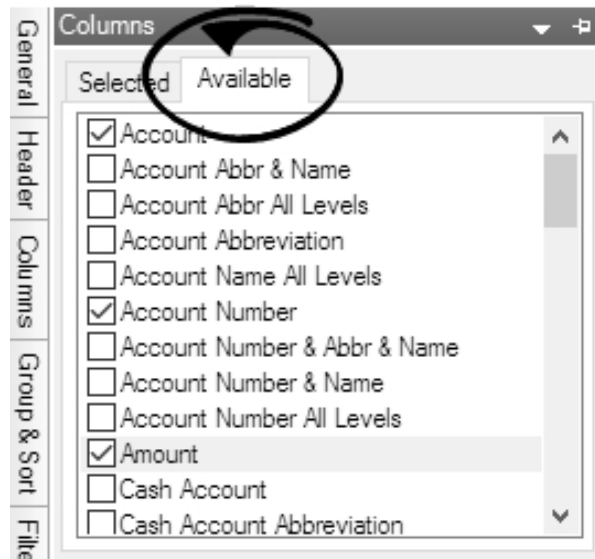 Columns
Selected
Available
Account
Account Abbr & Name
Account Abbr All Levels
Account Abbreviation
Account Name All Levels
Account Number
Account Number & Abbr & Name
Account Number & Name
Account Number All Levels
Amount
Cash Account
Cash Account Abbreviation
General
Header
Columns
Group & Sort